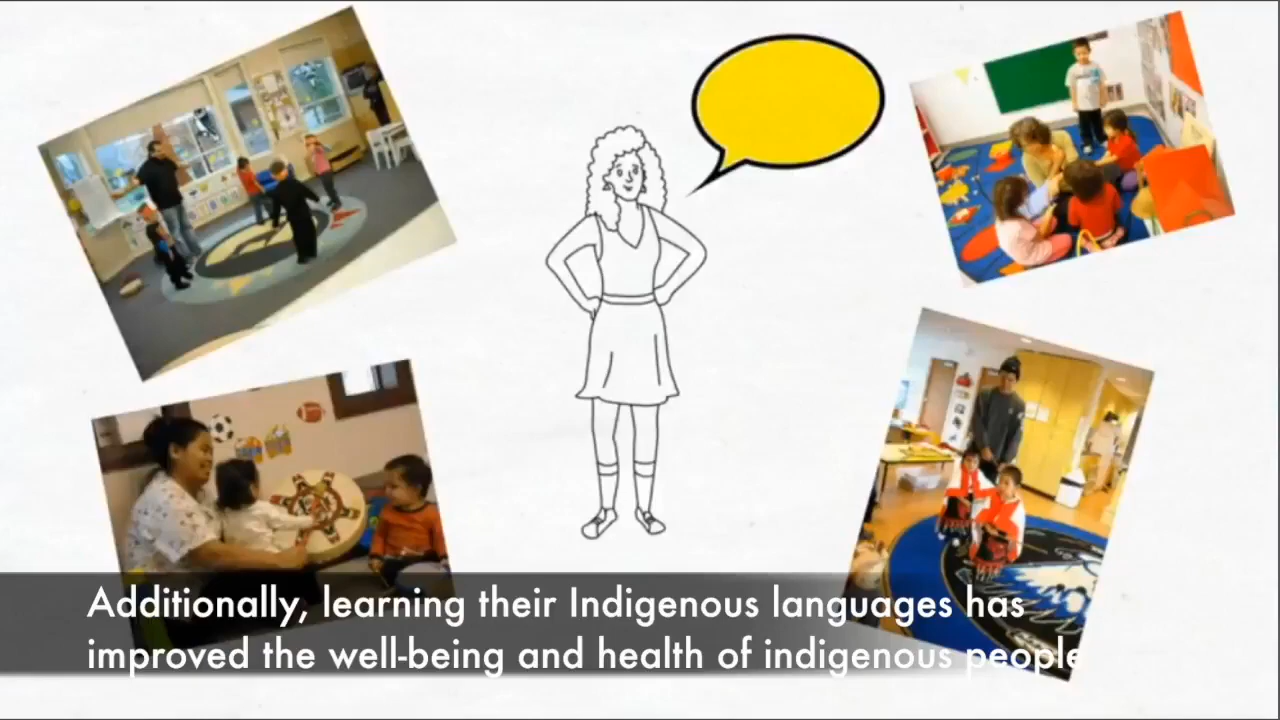 Additionally, learning their Indigenous languages has
improved the well-being and health of indigenous people